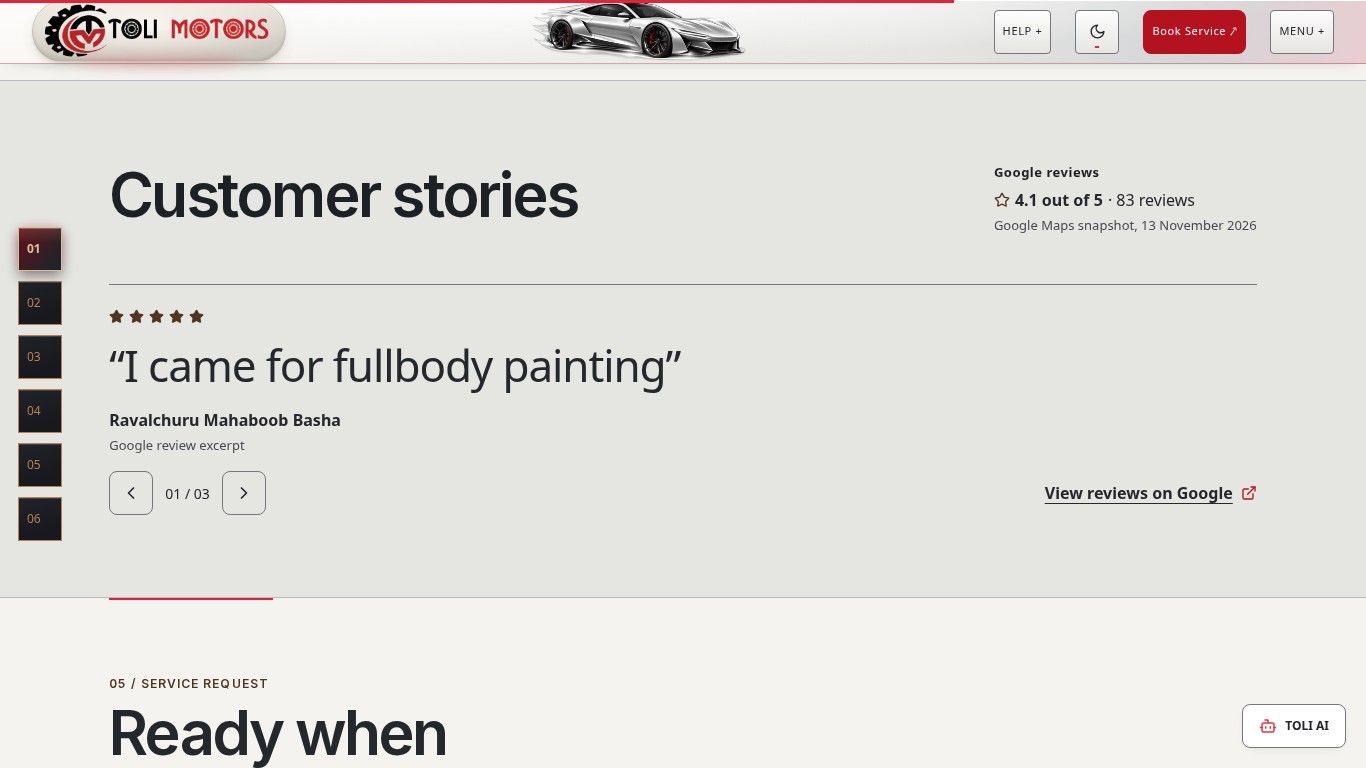 TOLI MOTORS
HELP +
Book Service ↗
MENU +
Customer stories
Google reviews
4.1 out of 5 · 83 reviews
Google Maps snapshot, 13 November 2026
01
02
03
04
05
06
“I came for fullbody painting”
Ravalchuru Mahaboob Basha
Google review excerpt
01 / 03
View reviews on Google
05 / SERVICE REQUEST
Ready when
TOLI AI